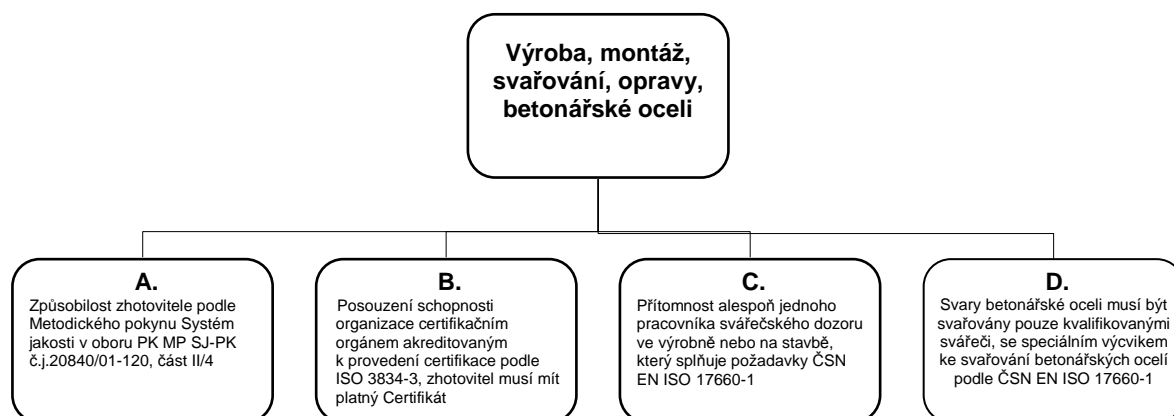 Výroba, montáž,
svařování, opravy,
betonářské oceli
A.
Způsobilost zhotovitele podle
Metodického pokynu Systém
jakosti v oboru PK MP SJ-PK
č.j.20840/01-120, část II/4
B.
Posouzení schopnosti
organizace certifikačním
orgánem akreditovaným
k provedení certifikace podle
ISO 3834-3, zhotovitel musí mít
platný Certifikát
C.
Přítomnost alespoň jednoho
pracovníka svářečského dozoru
ve výrobně nebo na stavbě,
který splňuje požadavky ČSN
EN ISO 17660-1
D.
Svary betonářské oceli musí být
svařovány pouze kvalifikovanými
svářeči, se speciálním výcvikem
ke svařování betonářských ocelí
podle ČSN EN ISO 17660-1